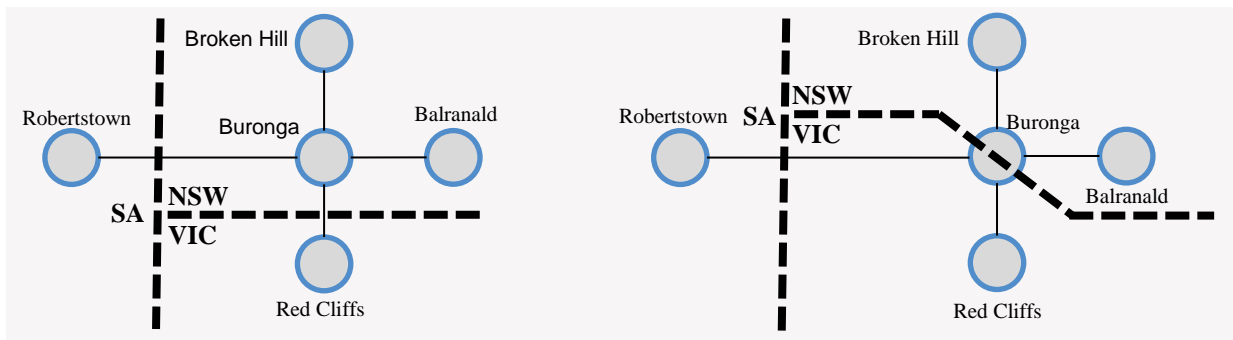 Broken Hill
Robertstown
Buronga
Balranald
SA
NSW
VIC
Red Cliffs
Broken Hill
Robertstown
SA
NSW
VIC
Buronga
Balranald
Red Cliffs